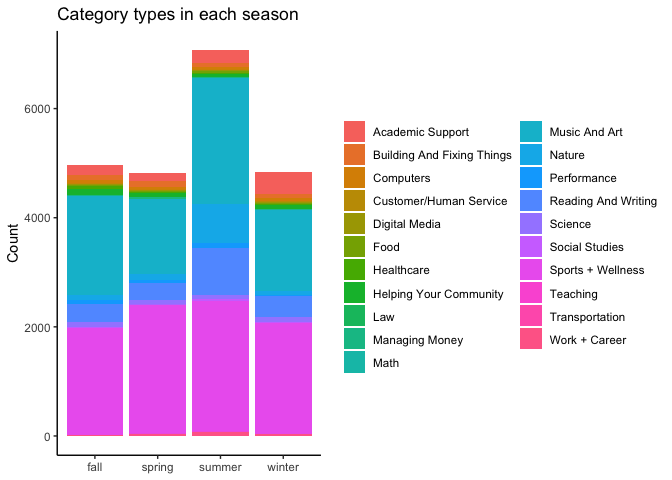 Category types in each season
Count
6000
4000
2000
0
fall
spring
summer
winter
Academic Support
Building And Fixing Things
Computers
Customer/Human Service
Digital Media
Food
Healthcare
Helping Your Community
Law
Managing Money
Math
Music And Art
Nature
Performance
Reading And Writing
Science
Social Studies
Sports + Wellness
Teaching
Transportation
Work + Career